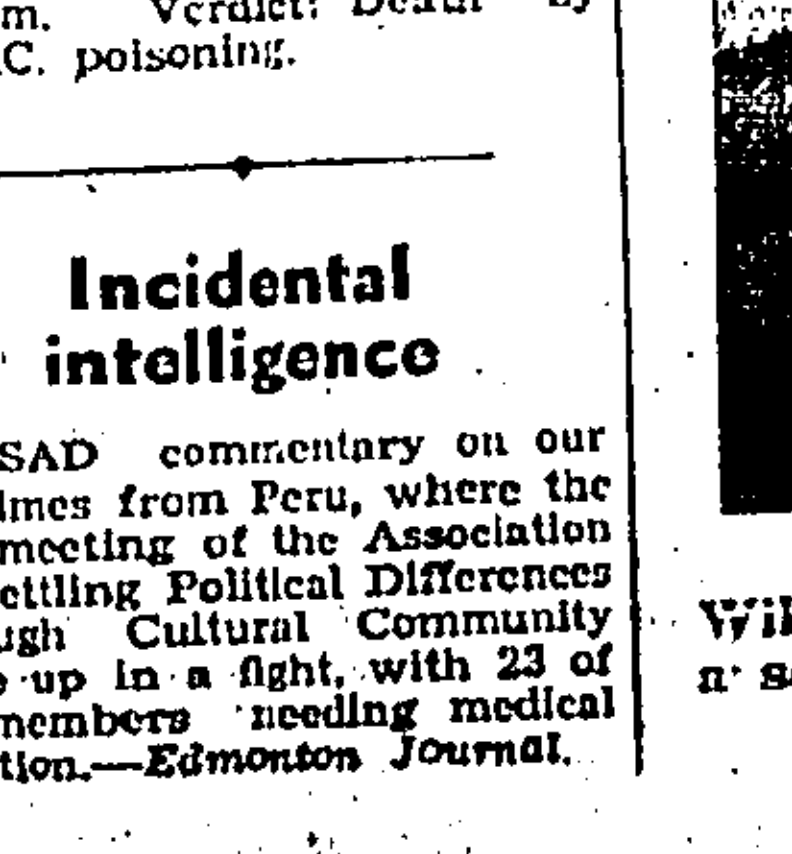 m. Verdict: Death by
C. poisoning.
Incidental
intelligence
SAD commentary on our
imes from Peru, where the
meeting of the Association
ettling Political Differences
ugh Cultural Community
up in a fight, with 23 of
members needing medical
tion.—Edmonton Journal.
Wil
n s